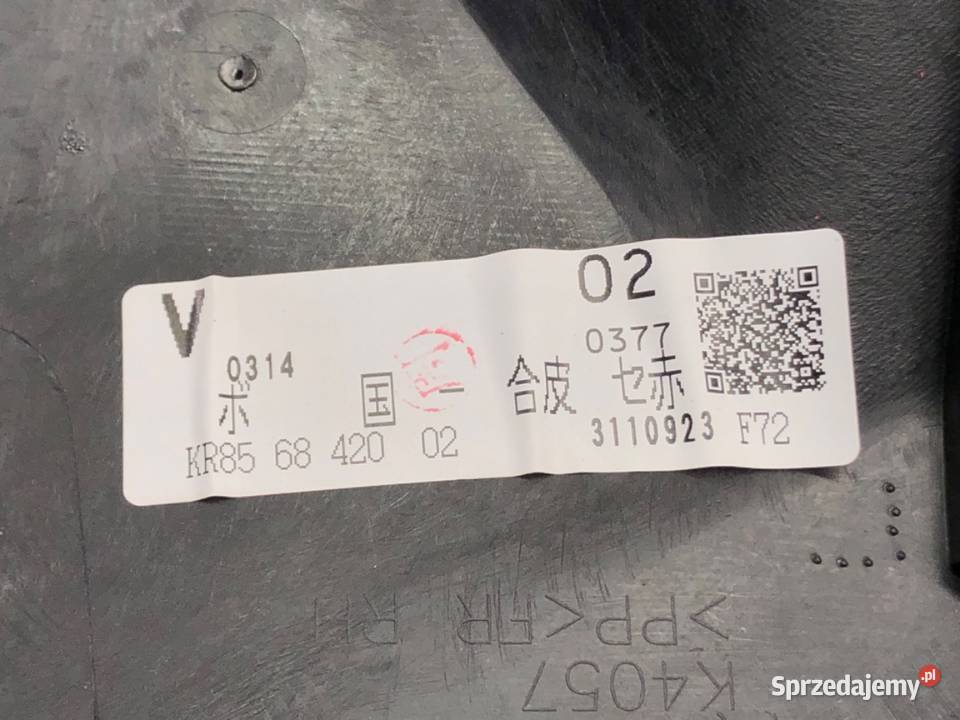 V
02
0314
0377
ボ 国 一 合皮 セ赤
KR85 68 420 02
3110923 F72
>PP< FR RH
K4057
Sprzedajemy.pl